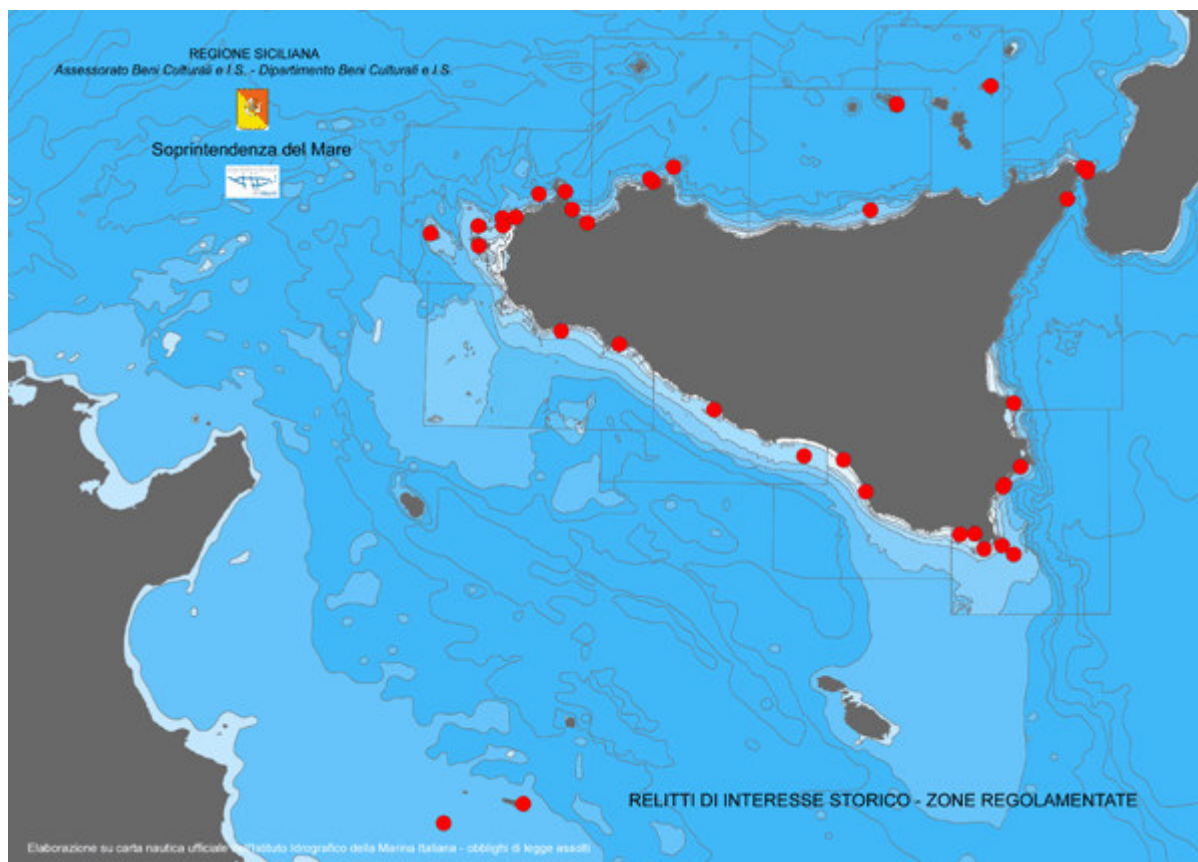 REGIONE SICILIANA
Assessorato Beni Culturali e I.S. - Dipartimento Beni Culturali e I.S.
Soprintendenza del Mare
RELITTI DI INTERESSE STORICO - ZONE REGOLAMENTATE
Elaborazione su carta nautica ufficiale Istituto Idrografico della Marina Italiana - obblighi di legge assolti